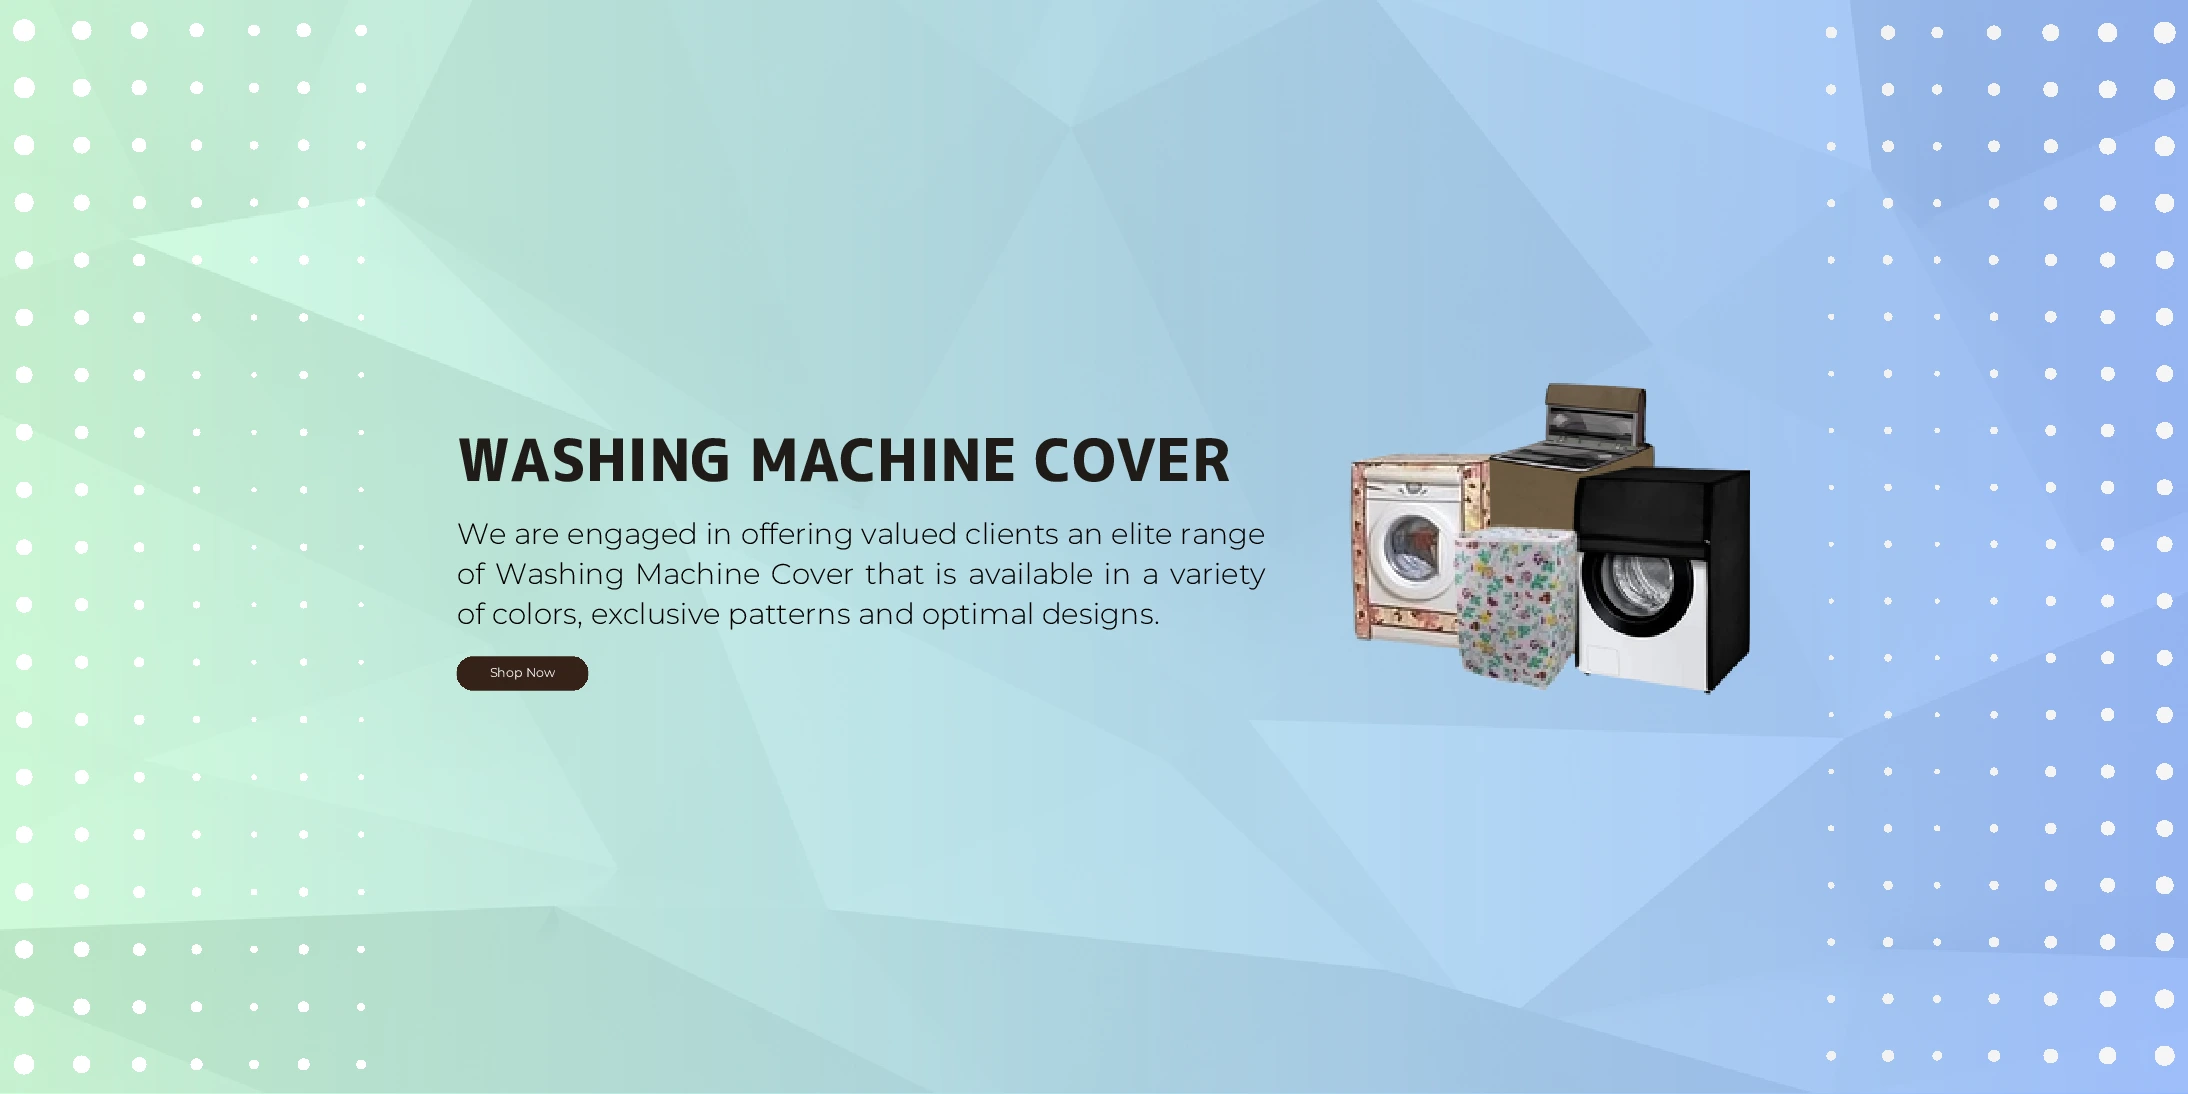 WASHING MACHINE COVER
We are engaged in offering valued clients an elite range
of Washing Machine Cover that is available in a variety
of colors, exclusive patterns and optimal designs.
Shop Now